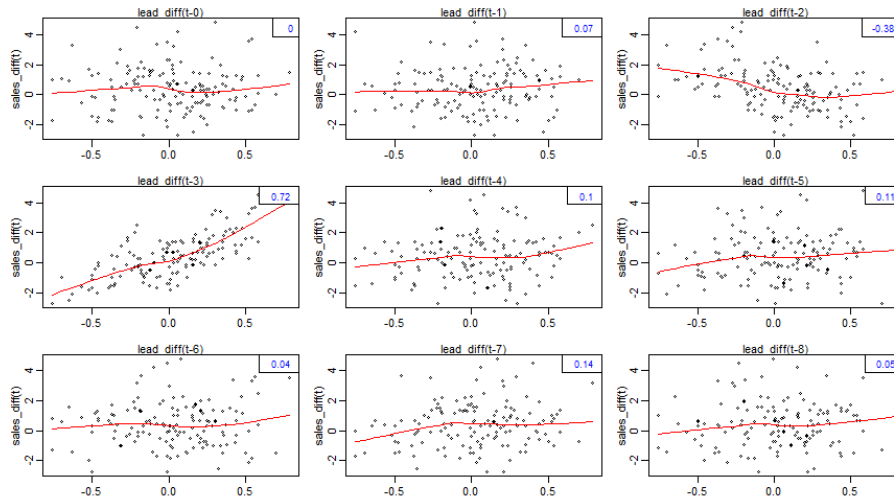 lead_diff(t-0) lead_diff(t-1) lead_diff(t-2)
0 0.07 -0.38
sales_diff(t) sales_diff(t) sales_diff(t)
4 4 4
2 2 2
0 0 0
-2 -2 -2
-0.5 0.0 0.5 -0.5 0.0 0.5 -0.5 0.0 0.5
lead_diff(t-3) lead_diff(t-4) lead_diff(t-5)
0.72 0.1 0.11
sales_diff(t) sales_diff(t) sales_diff(t)
4 4 4
2 2 2
0 0 0
-2 -2 -2
-0.5 0.0 0.5 -0.5 0.0 0.5 -0.5 0.0 0.5
lead_diff(t-6) lead_diff(t-7) lead_diff(t-8)
0.04 0.14 0.05
sales_diff(t) sales_diff(t) sales_diff(t)
4 4 4
2 2 2
0 0 0
-2 -2 -2
-0.5 0.0 0.5 -0.5 0.0 0.5 -0.5 0.0 0.5